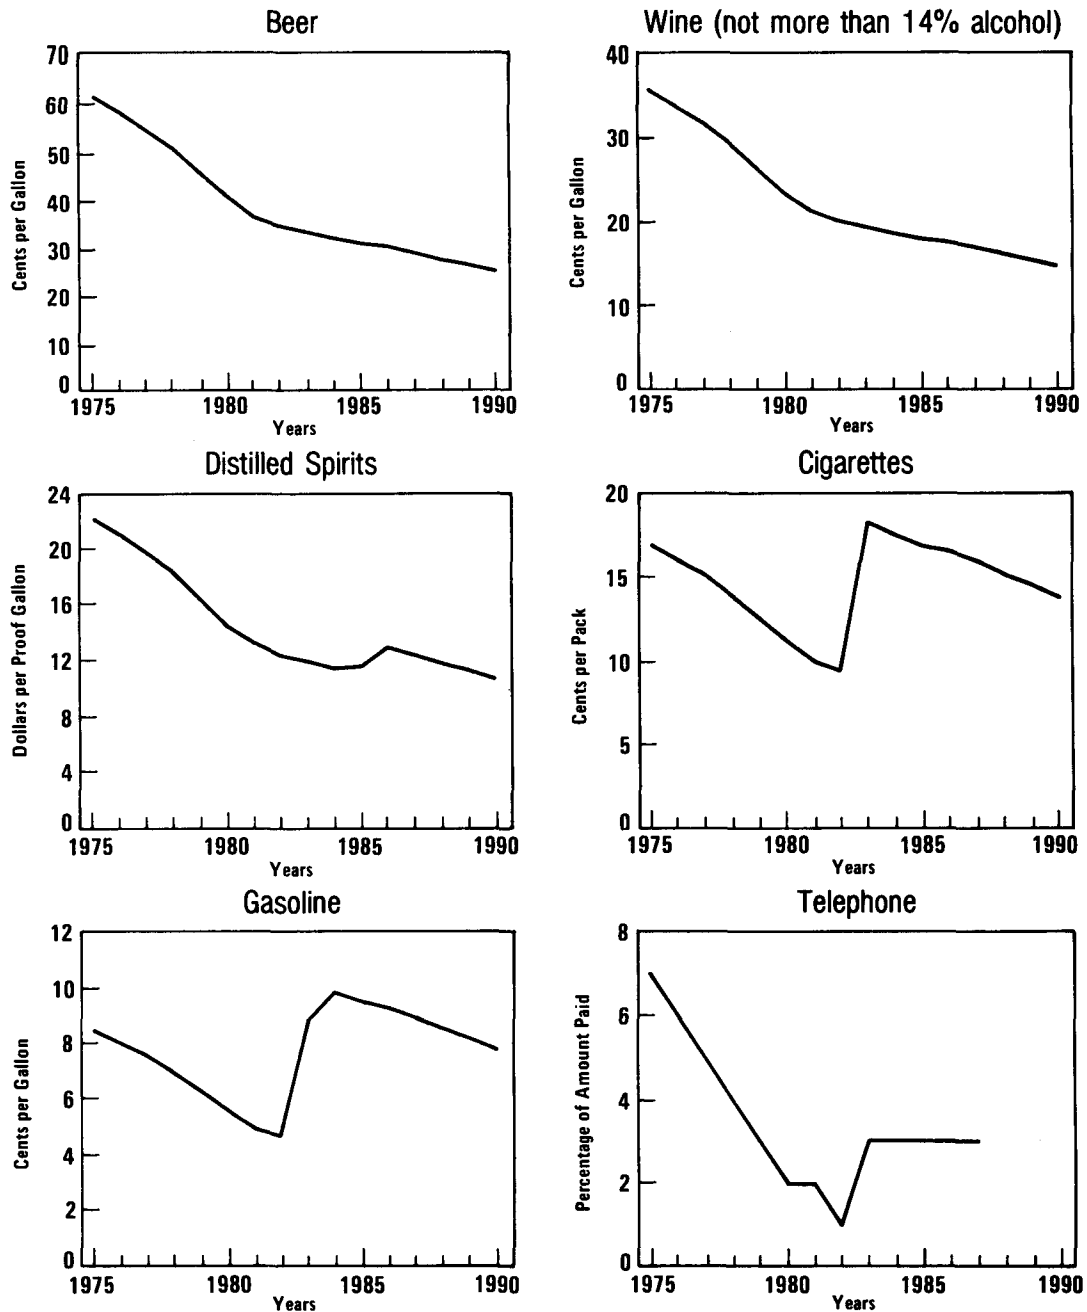 Beer
70
60
50
40
30
20
10
0
Cents per Gallon
1975 1980 1985 1990
Years
Wine (not more than 14% alcohol)
40
30
20
10
0
Cents per Gallon
1975 1980 1985 1990
Years
Distilled Spirits
24
20
16
12
8
4
0
Dollars per Proof Gallon
1975 1980 1985 1990
Years
Cigarettes
20
15
10
5
0
Cents per Pack
1975 1980 1985 1990
Years
Gasoline
12
10
8
6
4
2
0
Cents per Gallon
1975 1980 1985 1990
Years
Telephone
8
6
4
2
0
Percentage of Amount Paid
1975 1980 1985 1990
Years